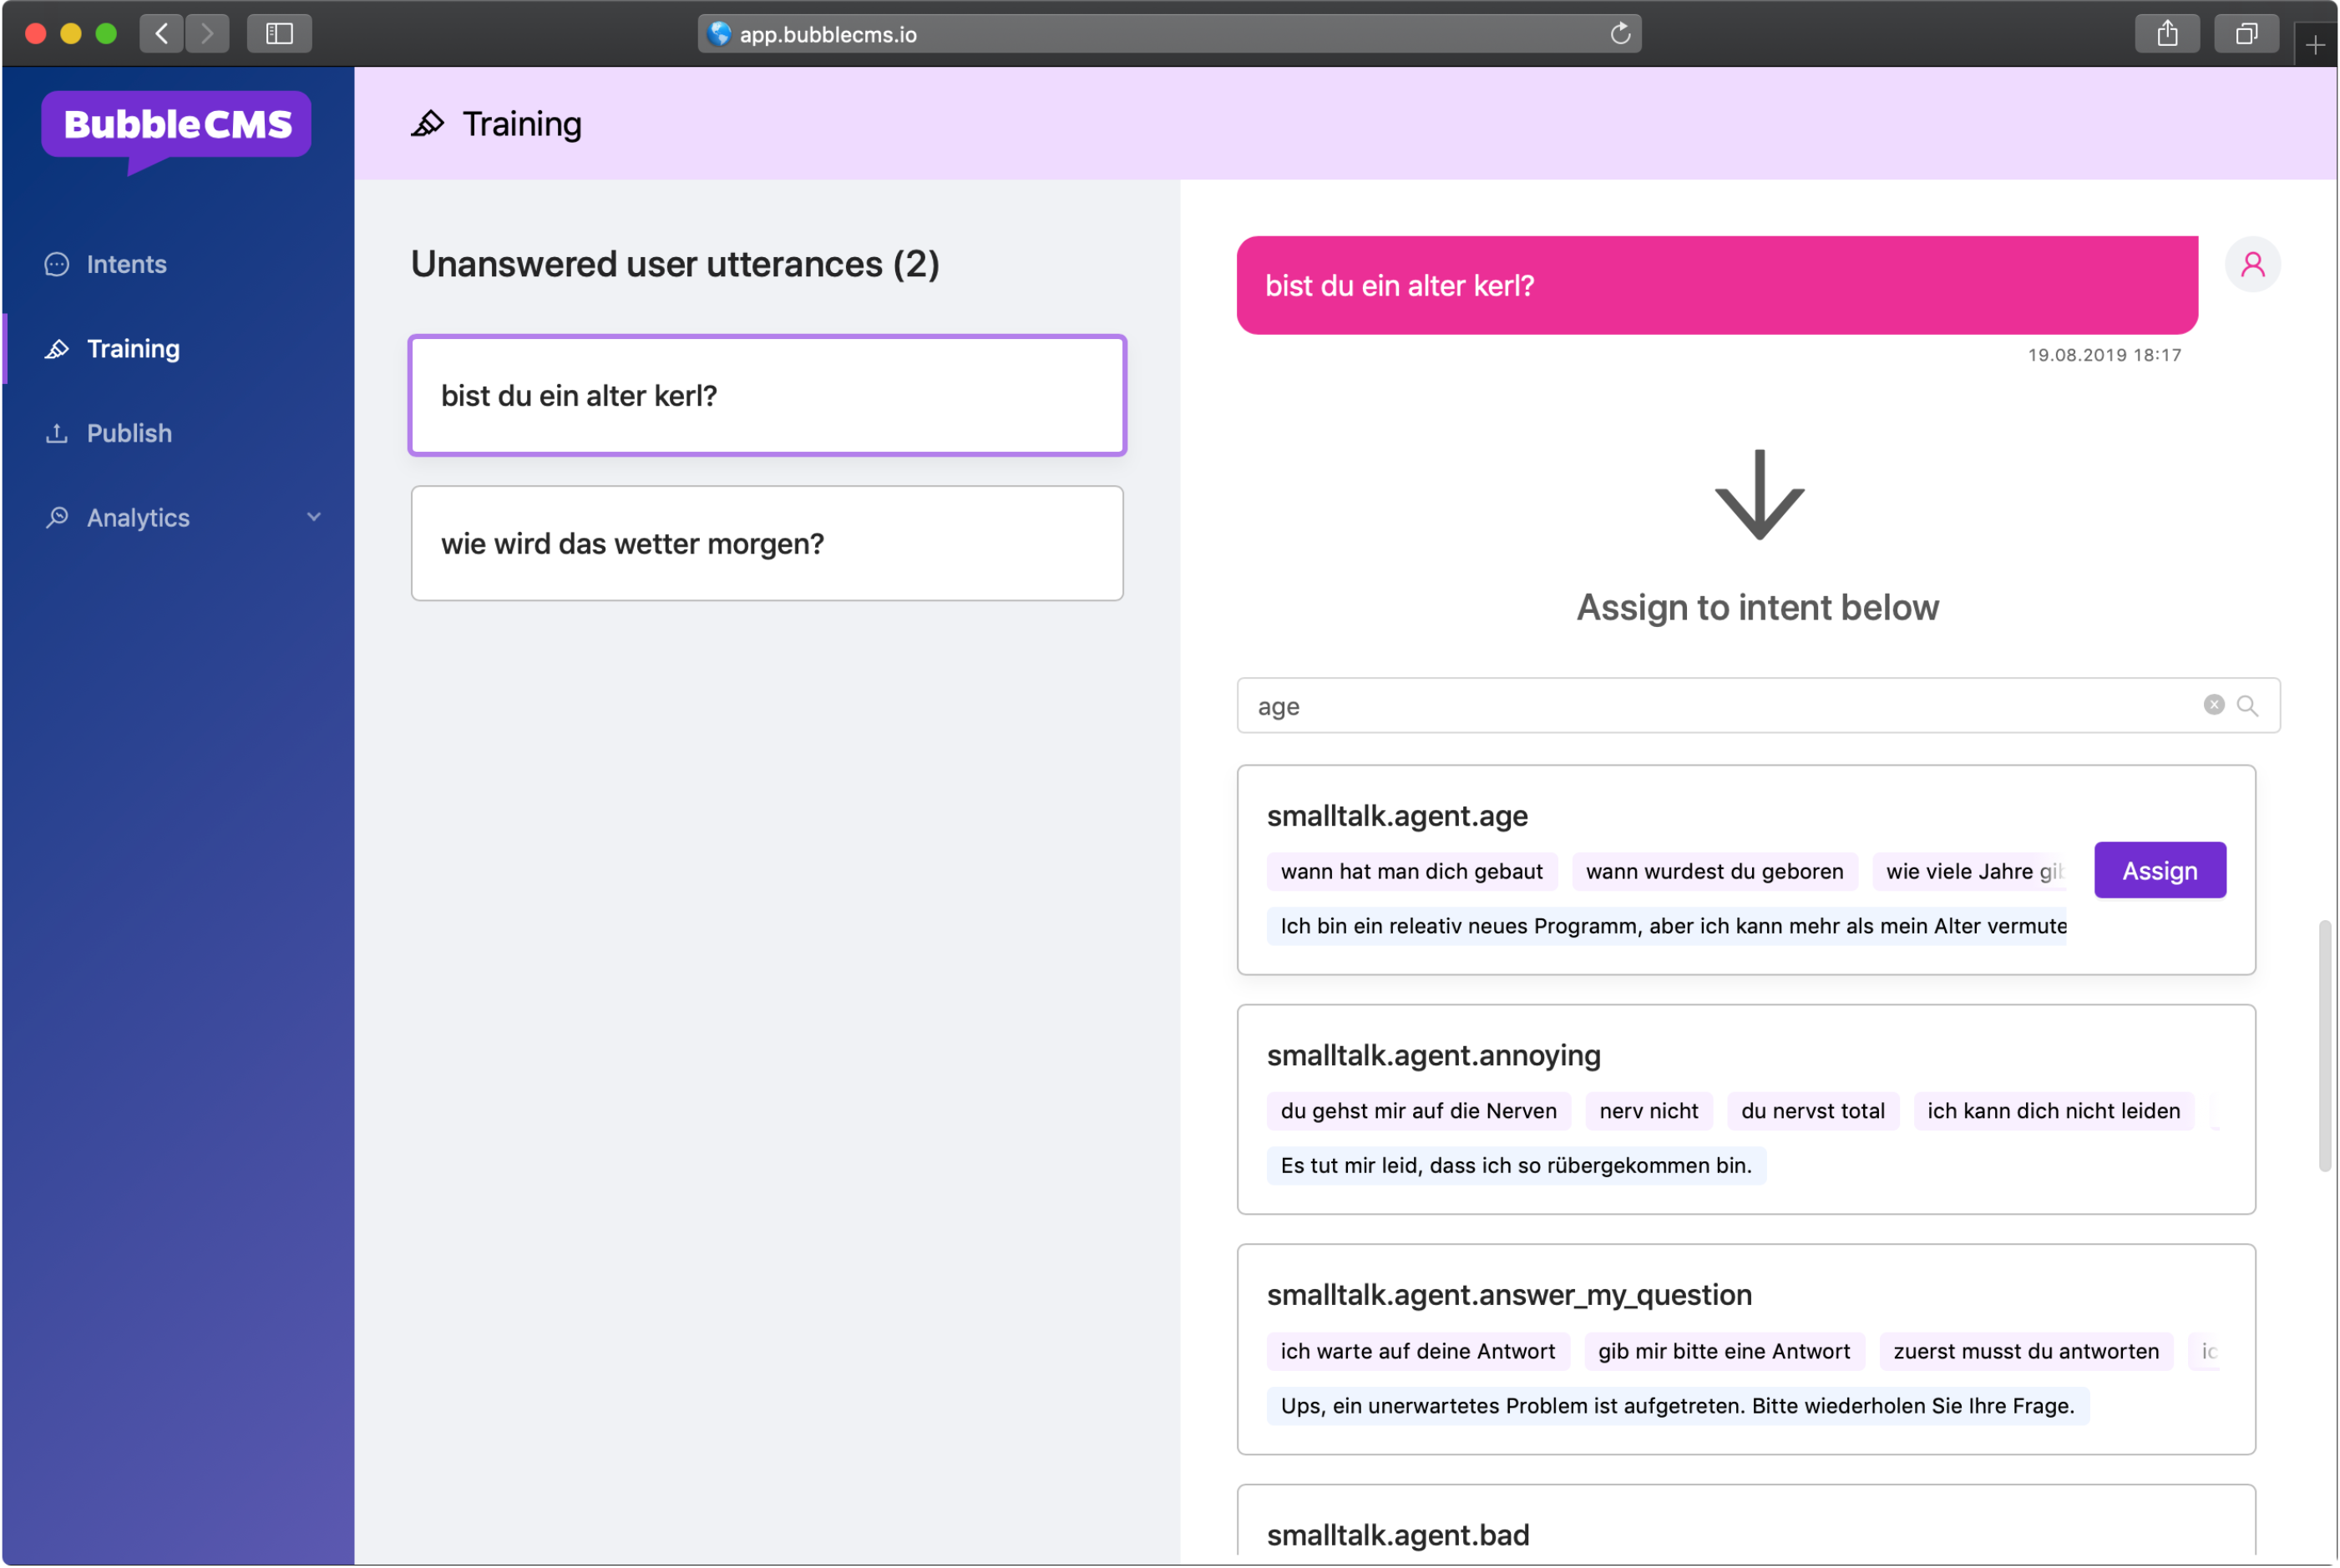 app.bubblecms.io
BubbleCMS
Training
Intents
Training
Publish
Analytics
Unanswered user utterances (2)
bist du ein alter kerl?
wie wird das wetter morgen?
bist du ein alter kerl?
19.08.2019 18:17
Assign to intent below
age
smalltalk.agent.age
wann hat man dich gebaut wann wurdest du geboren wie viele Jahre
Assign
Ich bin ein releativ neues Programm, aber ich kann mehr als mein Alter vermute
smalltalk.agent.annoying
du gehst mir auf die Nerven nerv nicht du nervst total ich kann dich nicht leiden
Es tut mir leid, dass ich so rübergekommen bin.
smalltalk.agent.answer_my_question
ich warte auf deine Antwort gib mir bitte eine Antwort zuerst musst du antworten
Ups, ein unerwartetes Problem ist aufgetreten. Bitte wiederholen Sie Ihre Frage.
smalltalk.agent.bad